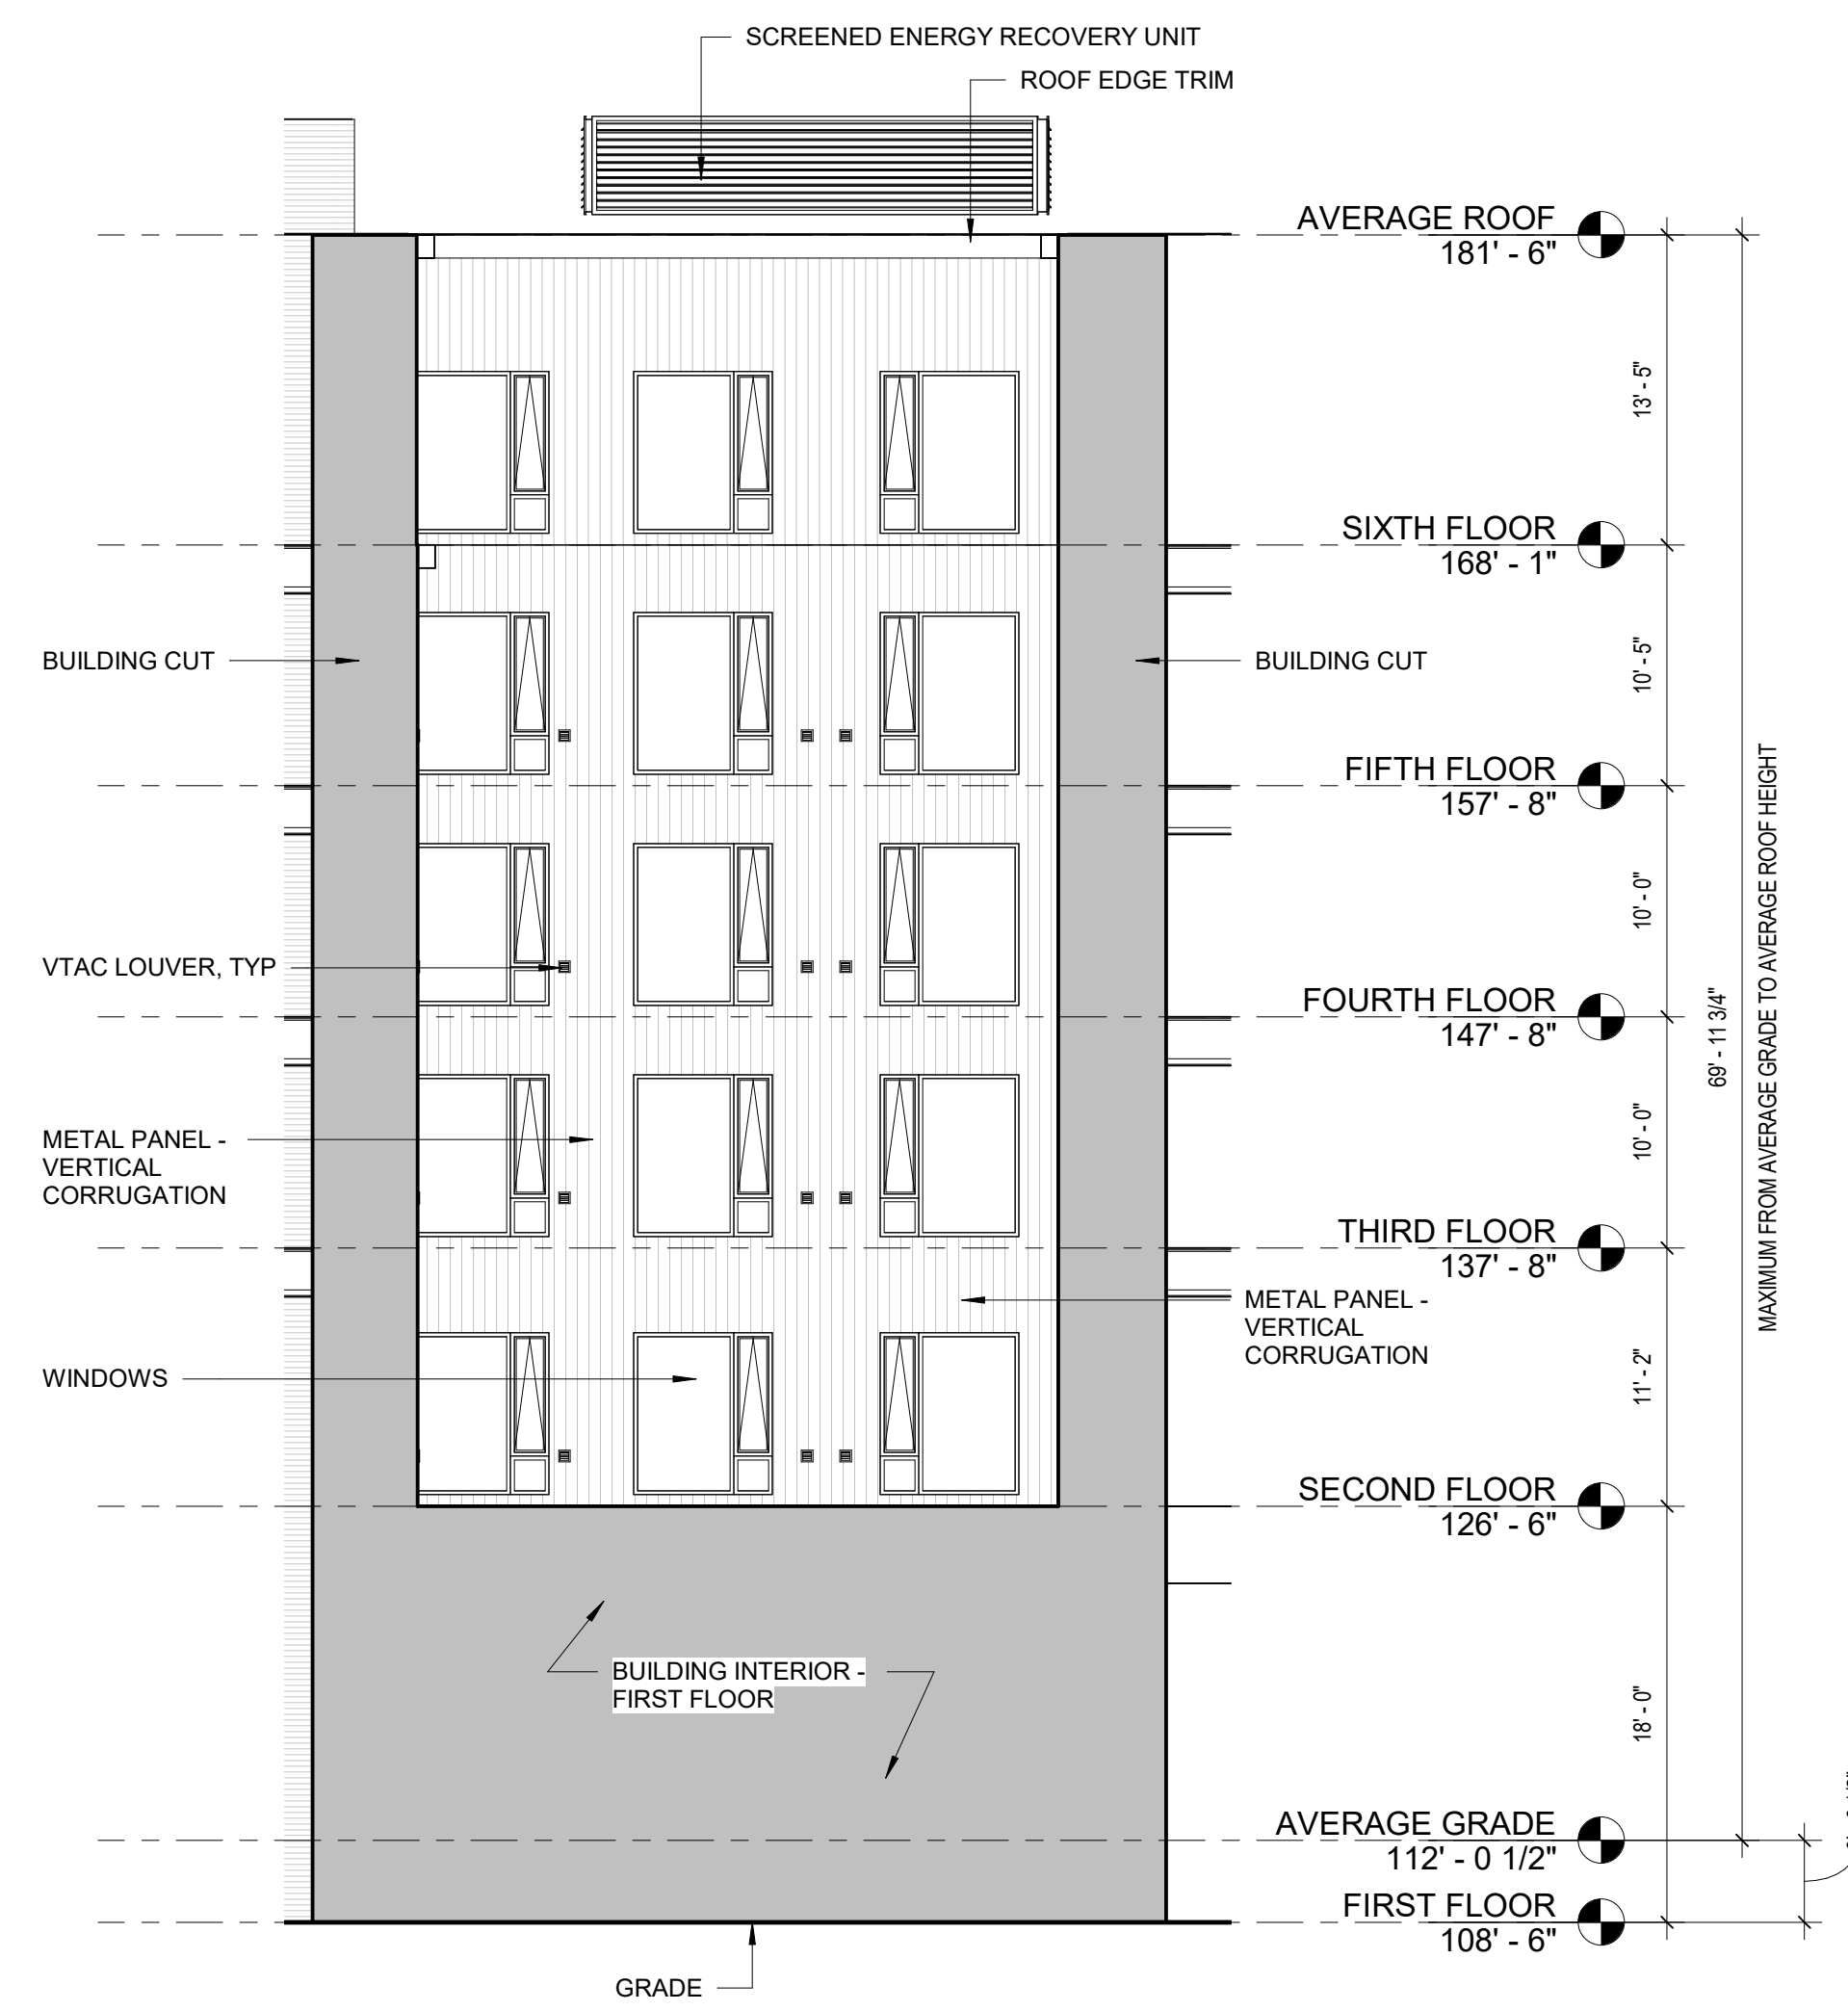 SCREENED ENERGY RECOVERY UNIT
ROOF EDGE TRIM
AVERAGE ROOF
181' - 6"
13' - 5"
SIXTH FLOOR
168' - 1"
BUILDING CUT
BUILDING CUT
10' - 5"
FIFTH FLOOR
157' - 8"
MAXIMUM FROM AVERAGE GRADE TO AVERAGE ROOF HEIGHT
VTAC LOUVER, TYP
10' - 0"
FOURTH FLOOR
147' - 8"
69' - 11 3/4"
METAL PANEL -
VERTICAL
CORRUGATION
10' - 0"
THIRD FLOOR
137' - 8"
METAL PANEL -
VERTICAL
CORRUGATION
WINDOWS
11' - 2"
SECOND FLOOR
126' - 6"
BUILDING INTERIOR -
FIRST FLOOR
18' - 0"
AVERAGE GRADE
112' - 0 1/2"
FIRST FLOOR
108' - 6"
GRADE